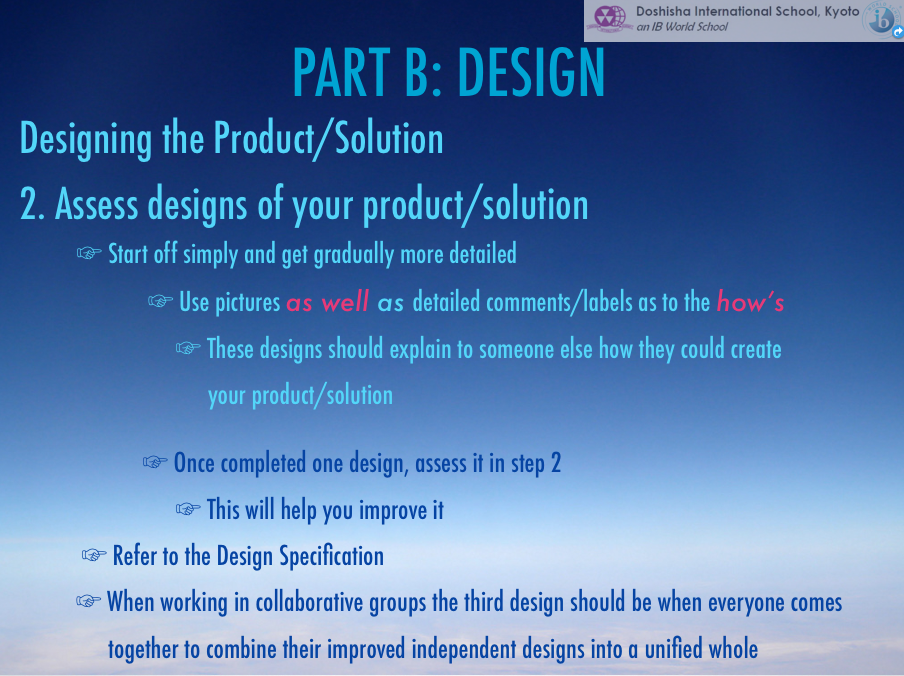 Doshisha International School, Kyoto
an IB World School
PART B: DESIGN
Designing the Product/Solution
2. Assess designs of your product/solution
☞ Start off simply and get gradually more detailed
☞ Use pictures as well as detailed comments/labels as to the how's
☞ These designs should explain to someone else how they could create
your product/solution
☞ Once completed one design, assess it in step 2
☞ This will help you improve it
☞ Refer to the Design Specification
☞ When working in collaborative groups the third design should be when everyone comes
together to combine their improved independent designs into a unified whole